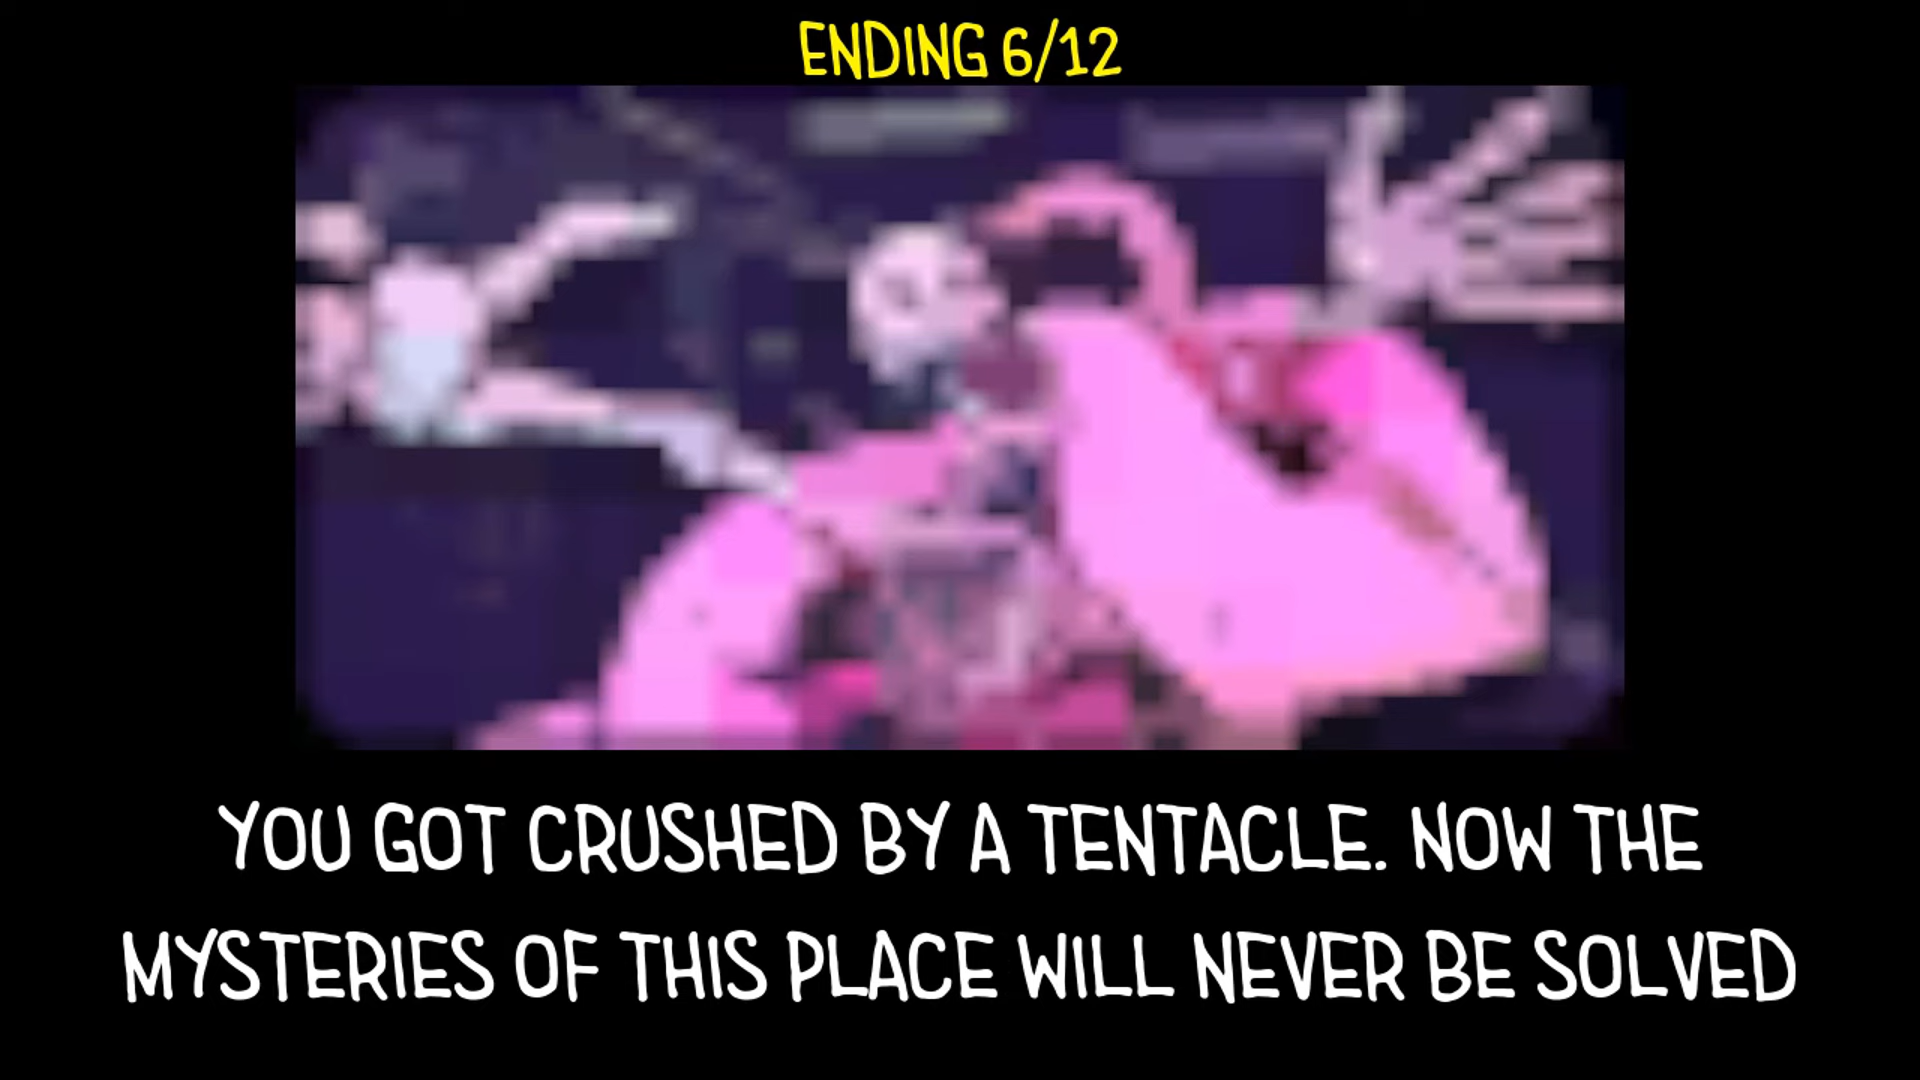 ENDING 6/12
YOU GOT CRUSHED BY A TENTACLE. NOW THE
MYSTERIES OF THIS PLACE WILL NEVER BE SOLVED